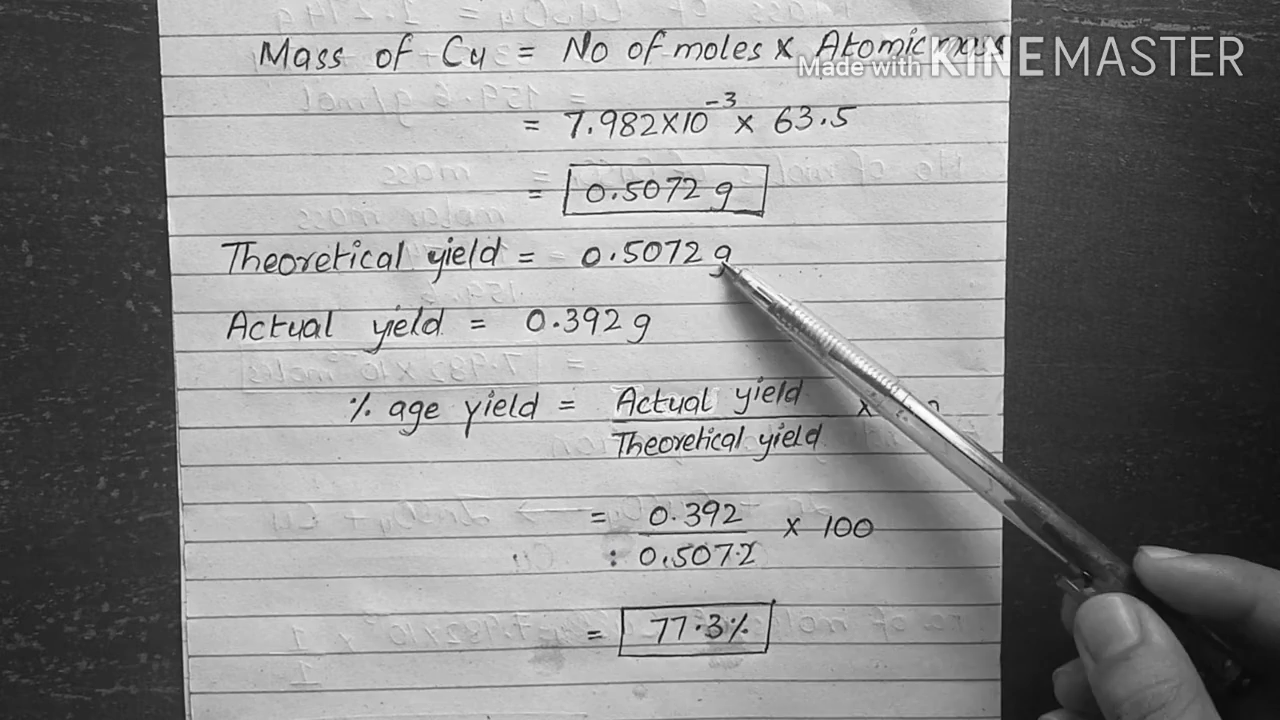 Mass of Cu = No of moles × Atomic mass
Made with KINEMASTER
= 7.982×10⁻³ × 63.5
= 0.5072 g
Theoretical yield = 0.5072 g
Actual yield = 0.392 g
% age yield = Actual yield ×
Theoretical yield
= 0.392 × 100
: 0.5072
= 77.3%